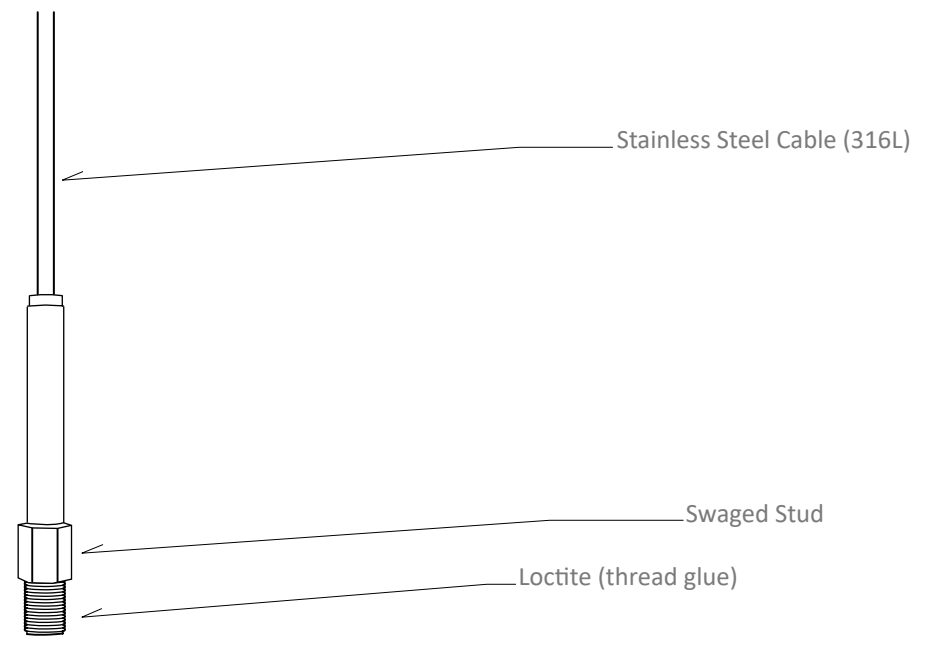 Stainless Steel Cable (316L)
Swaged Stud
Loctite (thread glue)